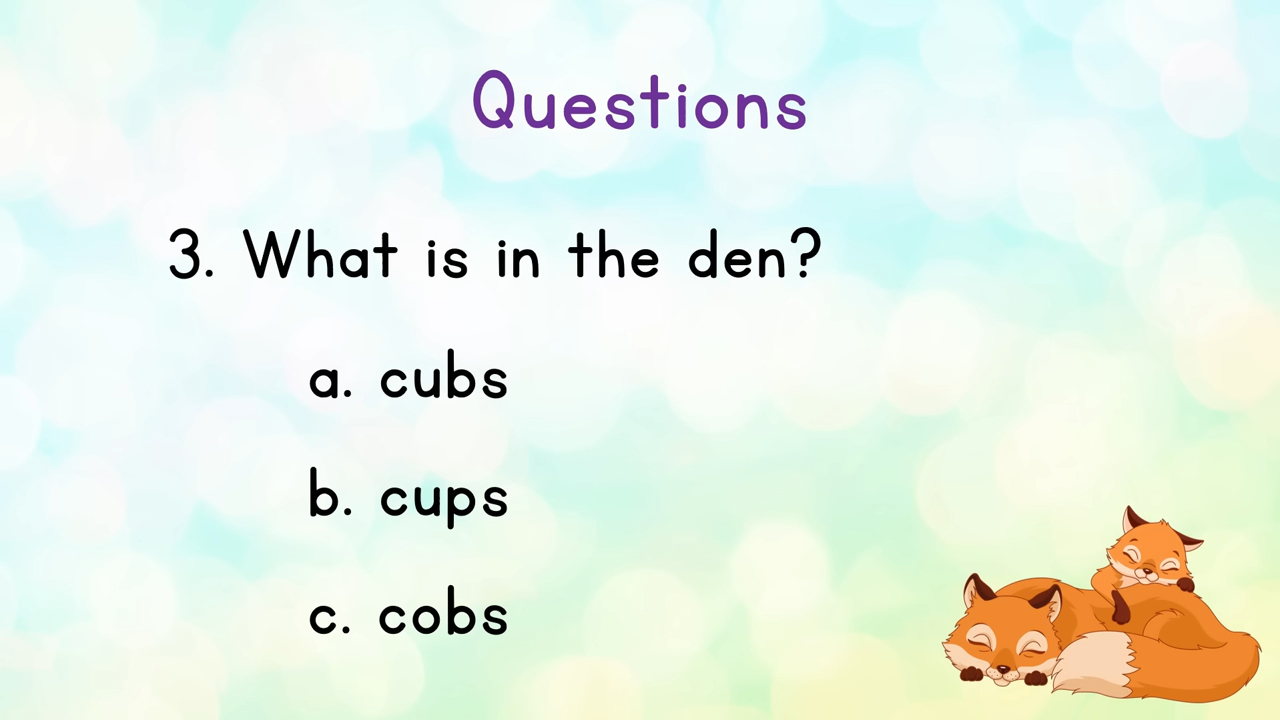 Questions
3. What is in the den?
a. cubs
b. cups
c. cobs